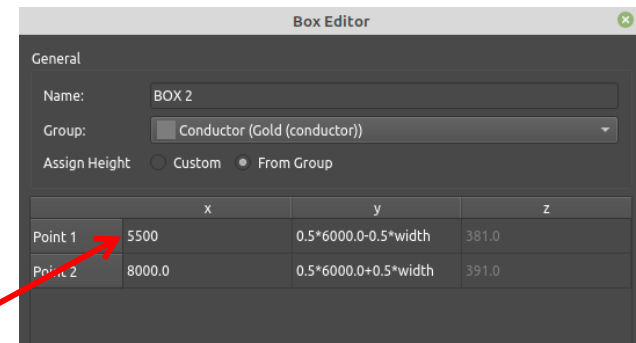 Box Editor
General
Name: BOX 2
Group: Conductor (Gold (conductor))
Assign Height Custom From Group
x y z
Point 1 5500 0.5*6000.0-0.5*width 381.0
Point 2 8000.0 0.5*6000.0+0.5*width 391.0